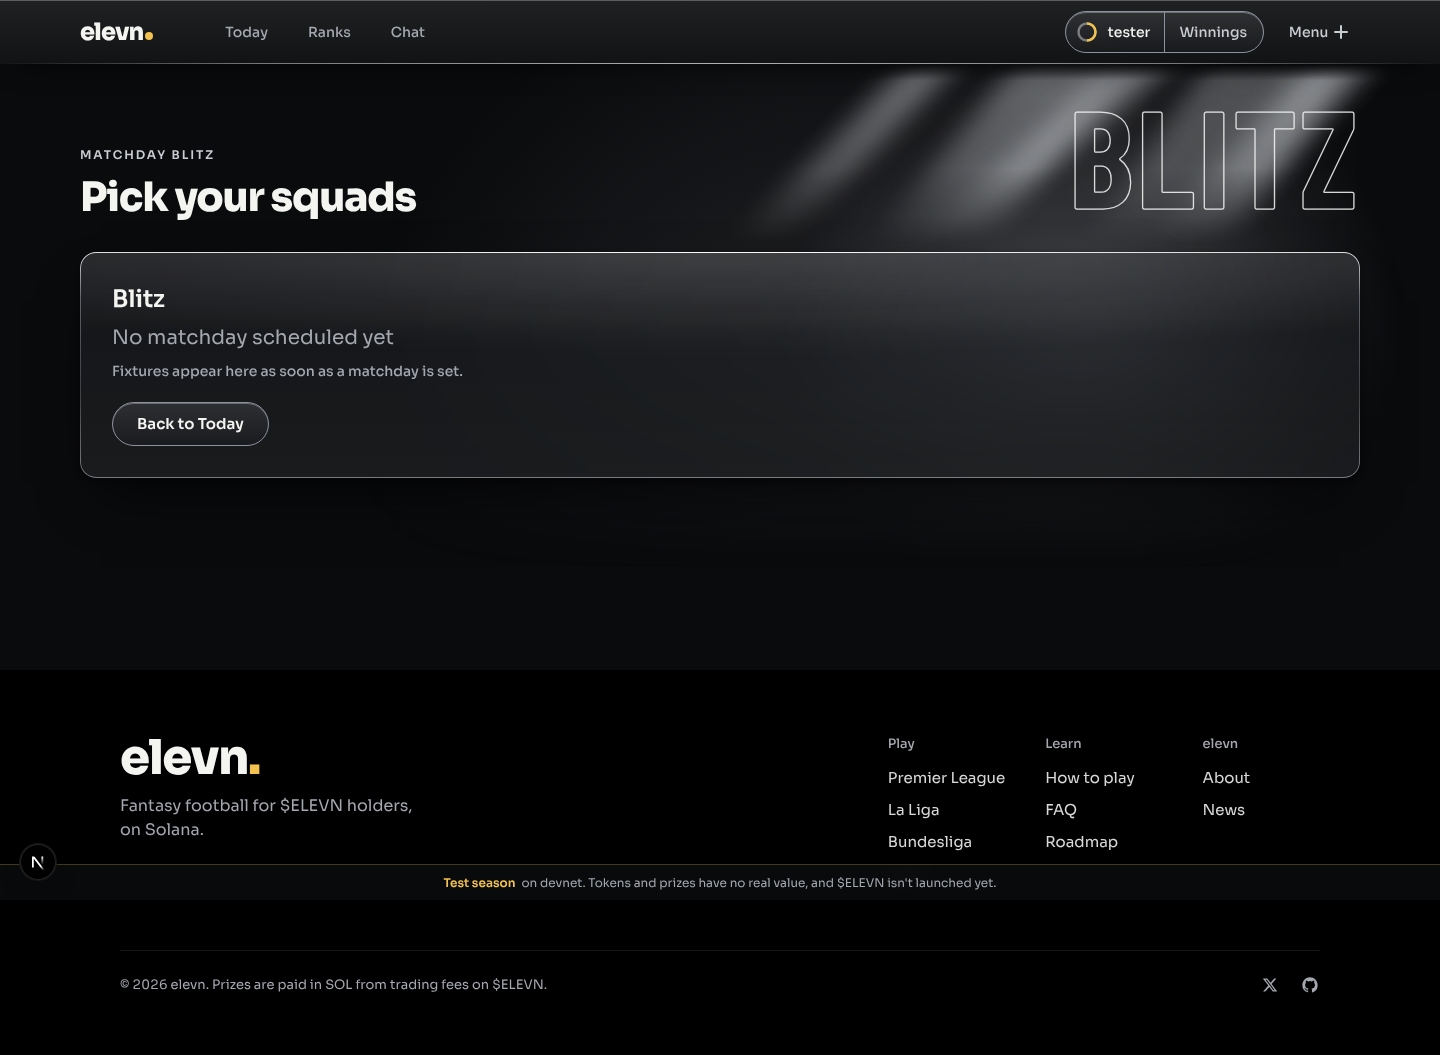 elevn.
Today
Ranks
Chat
tester
Winnings
Menu
BLITZ
MATCHDAY BLITZ
Pick your squads
Blitz
No matchday scheduled yet
Fixtures appear here as soon as a matchday is set.
Back to Today
elevn.
Fantasy football for $ELEVN holders,
on Solana.
Play
Premier League
La Liga
Bundesliga
Learn
How to play
FAQ
Roadmap
elevn
About
News
N
Test season on devnet. Tokens and prizes have no real value, and $ELEVN isn't launched yet.
© 2026 elevn. Prizes are paid in SOL from trading fees on $ELEVN.